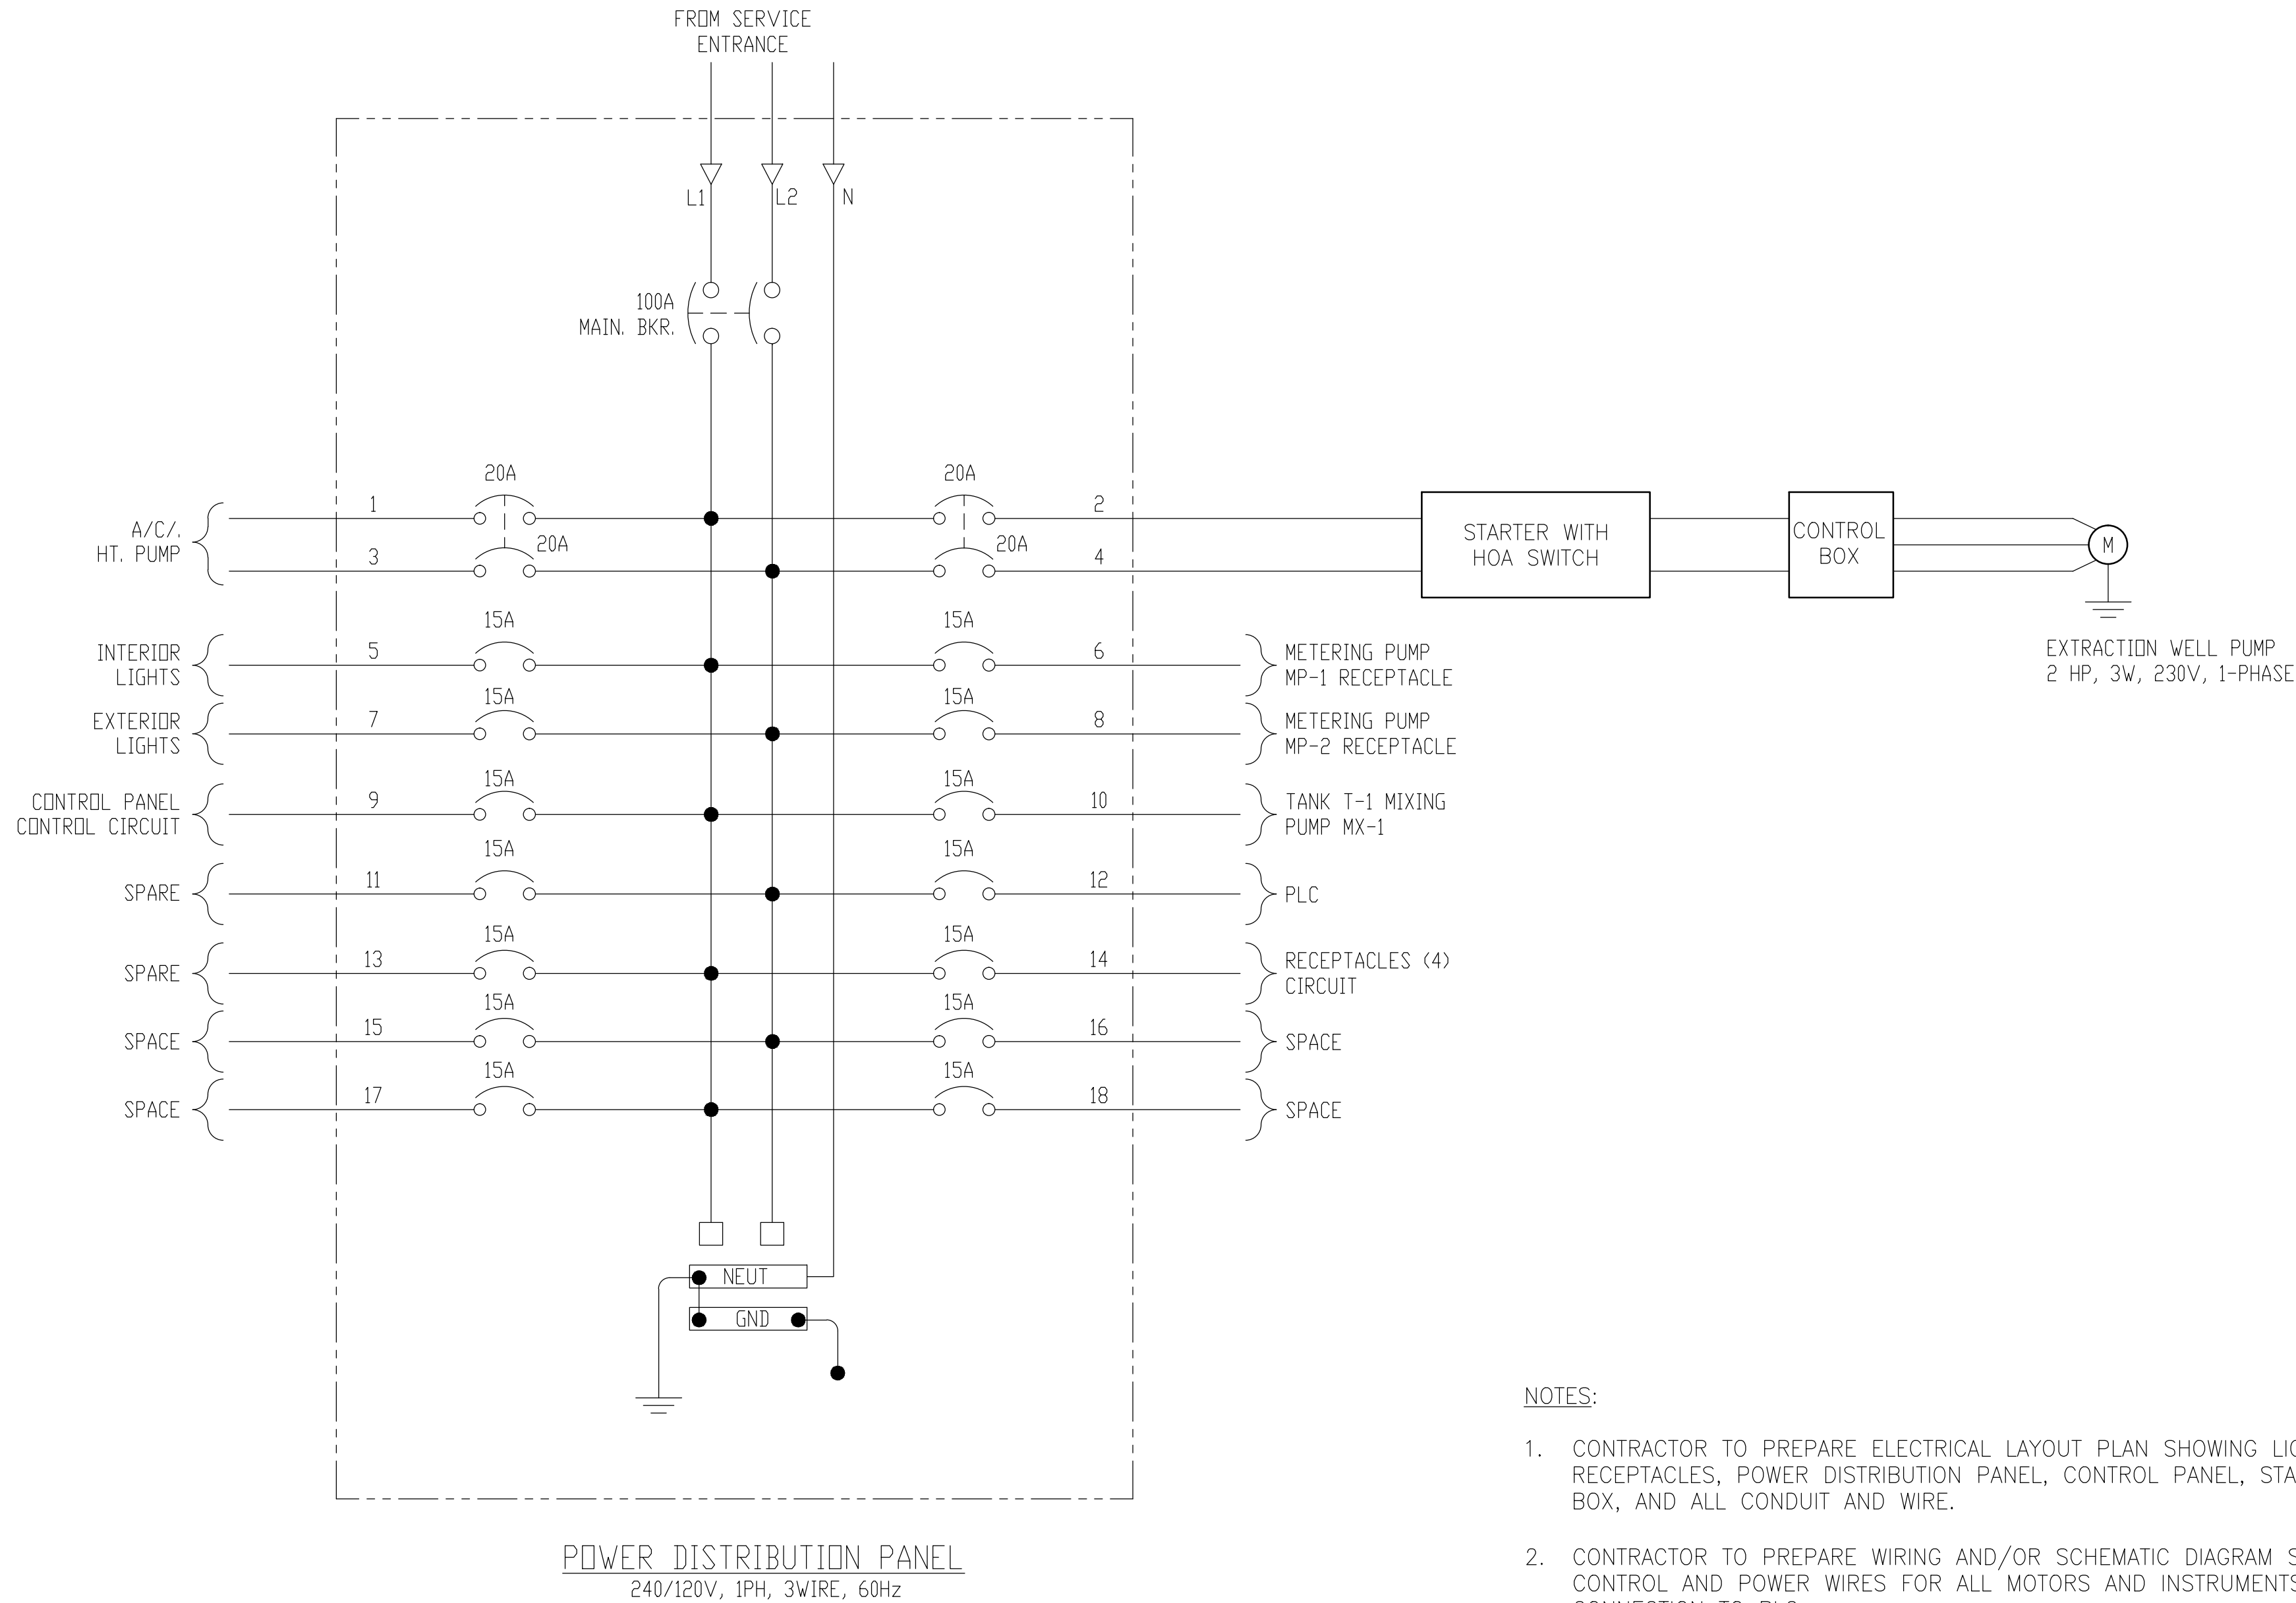 FROM SERVICE
ENTRANCE
L1
L2
N
100A
MAIN. BKR.
20A
20A
1
2
A/C/.
HT. PUMP
20A
20A
3
4
STARTER WITH
HOA SWITCH
CONTROL
BOX
M
EXTRACTION WELL PUMP
2 HP, 3W, 230V, 1-PHASE
15A
15A
INTERIOR
LIGHTS
5
6
METERING PUMP
MP-1 RECEPTACLE
15A
15A
EXTERIOR
LIGHTS
7
8
METERING PUMP
MP-2 RECEPTACLE
15A
15A
CONTROL PANEL
CONTROL CIRCUIT
9
10
TANK T-1 MIXING
PUMP MX-1
15A
15A
SPARE
11
12
PLC
15A
15A
SPARE
13
14
RECEPTACLES (4)
CIRCUIT
15A
15A
SPACE
15
16
SPACE
15A
15A
SPACE
17
18
SPACE
NEUT
GND
POWER DISTRIBUTION PANEL
240/120V, 1PH, 3WIRE, 60Hz
NOTES:
1. CONTRACTOR TO PREPARE ELECTRICAL LAYOUT PLAN SHOWING
RECEPTACLES, POWER DISTRIBUTION PANEL, CONTROL PANEL,
BOX, AND ALL CONDUIT AND WIRE.
2. CONTRACTOR TO PREPARE WIRING AND/OR SCHEMATIC DIAGRAM
CONTROL AND POWER WIRES FOR ALL MOTORS AND INSTRUMENTS